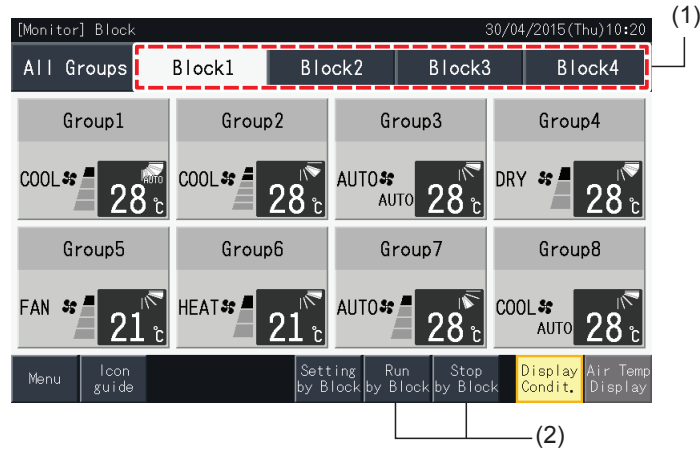 (1)
[Monitor] Block 30/04/2015(Thu)10:20
All Groups Block1 Block2 Block3 Block4
Group1 Group2 Group3 Group4
COOL AUTO 28℃ COOL 28℃ AUTO AUTO 28℃ DRY 28℃
Group5 Group6 Group7 Group8
FAN 21℃ HEAT 21℃ AUTO 28℃ COOL AUTO 28℃
Menu Icon Setting Run Stop Display Air Temp
guide by Block by Block by Block Condit. Display
(2)